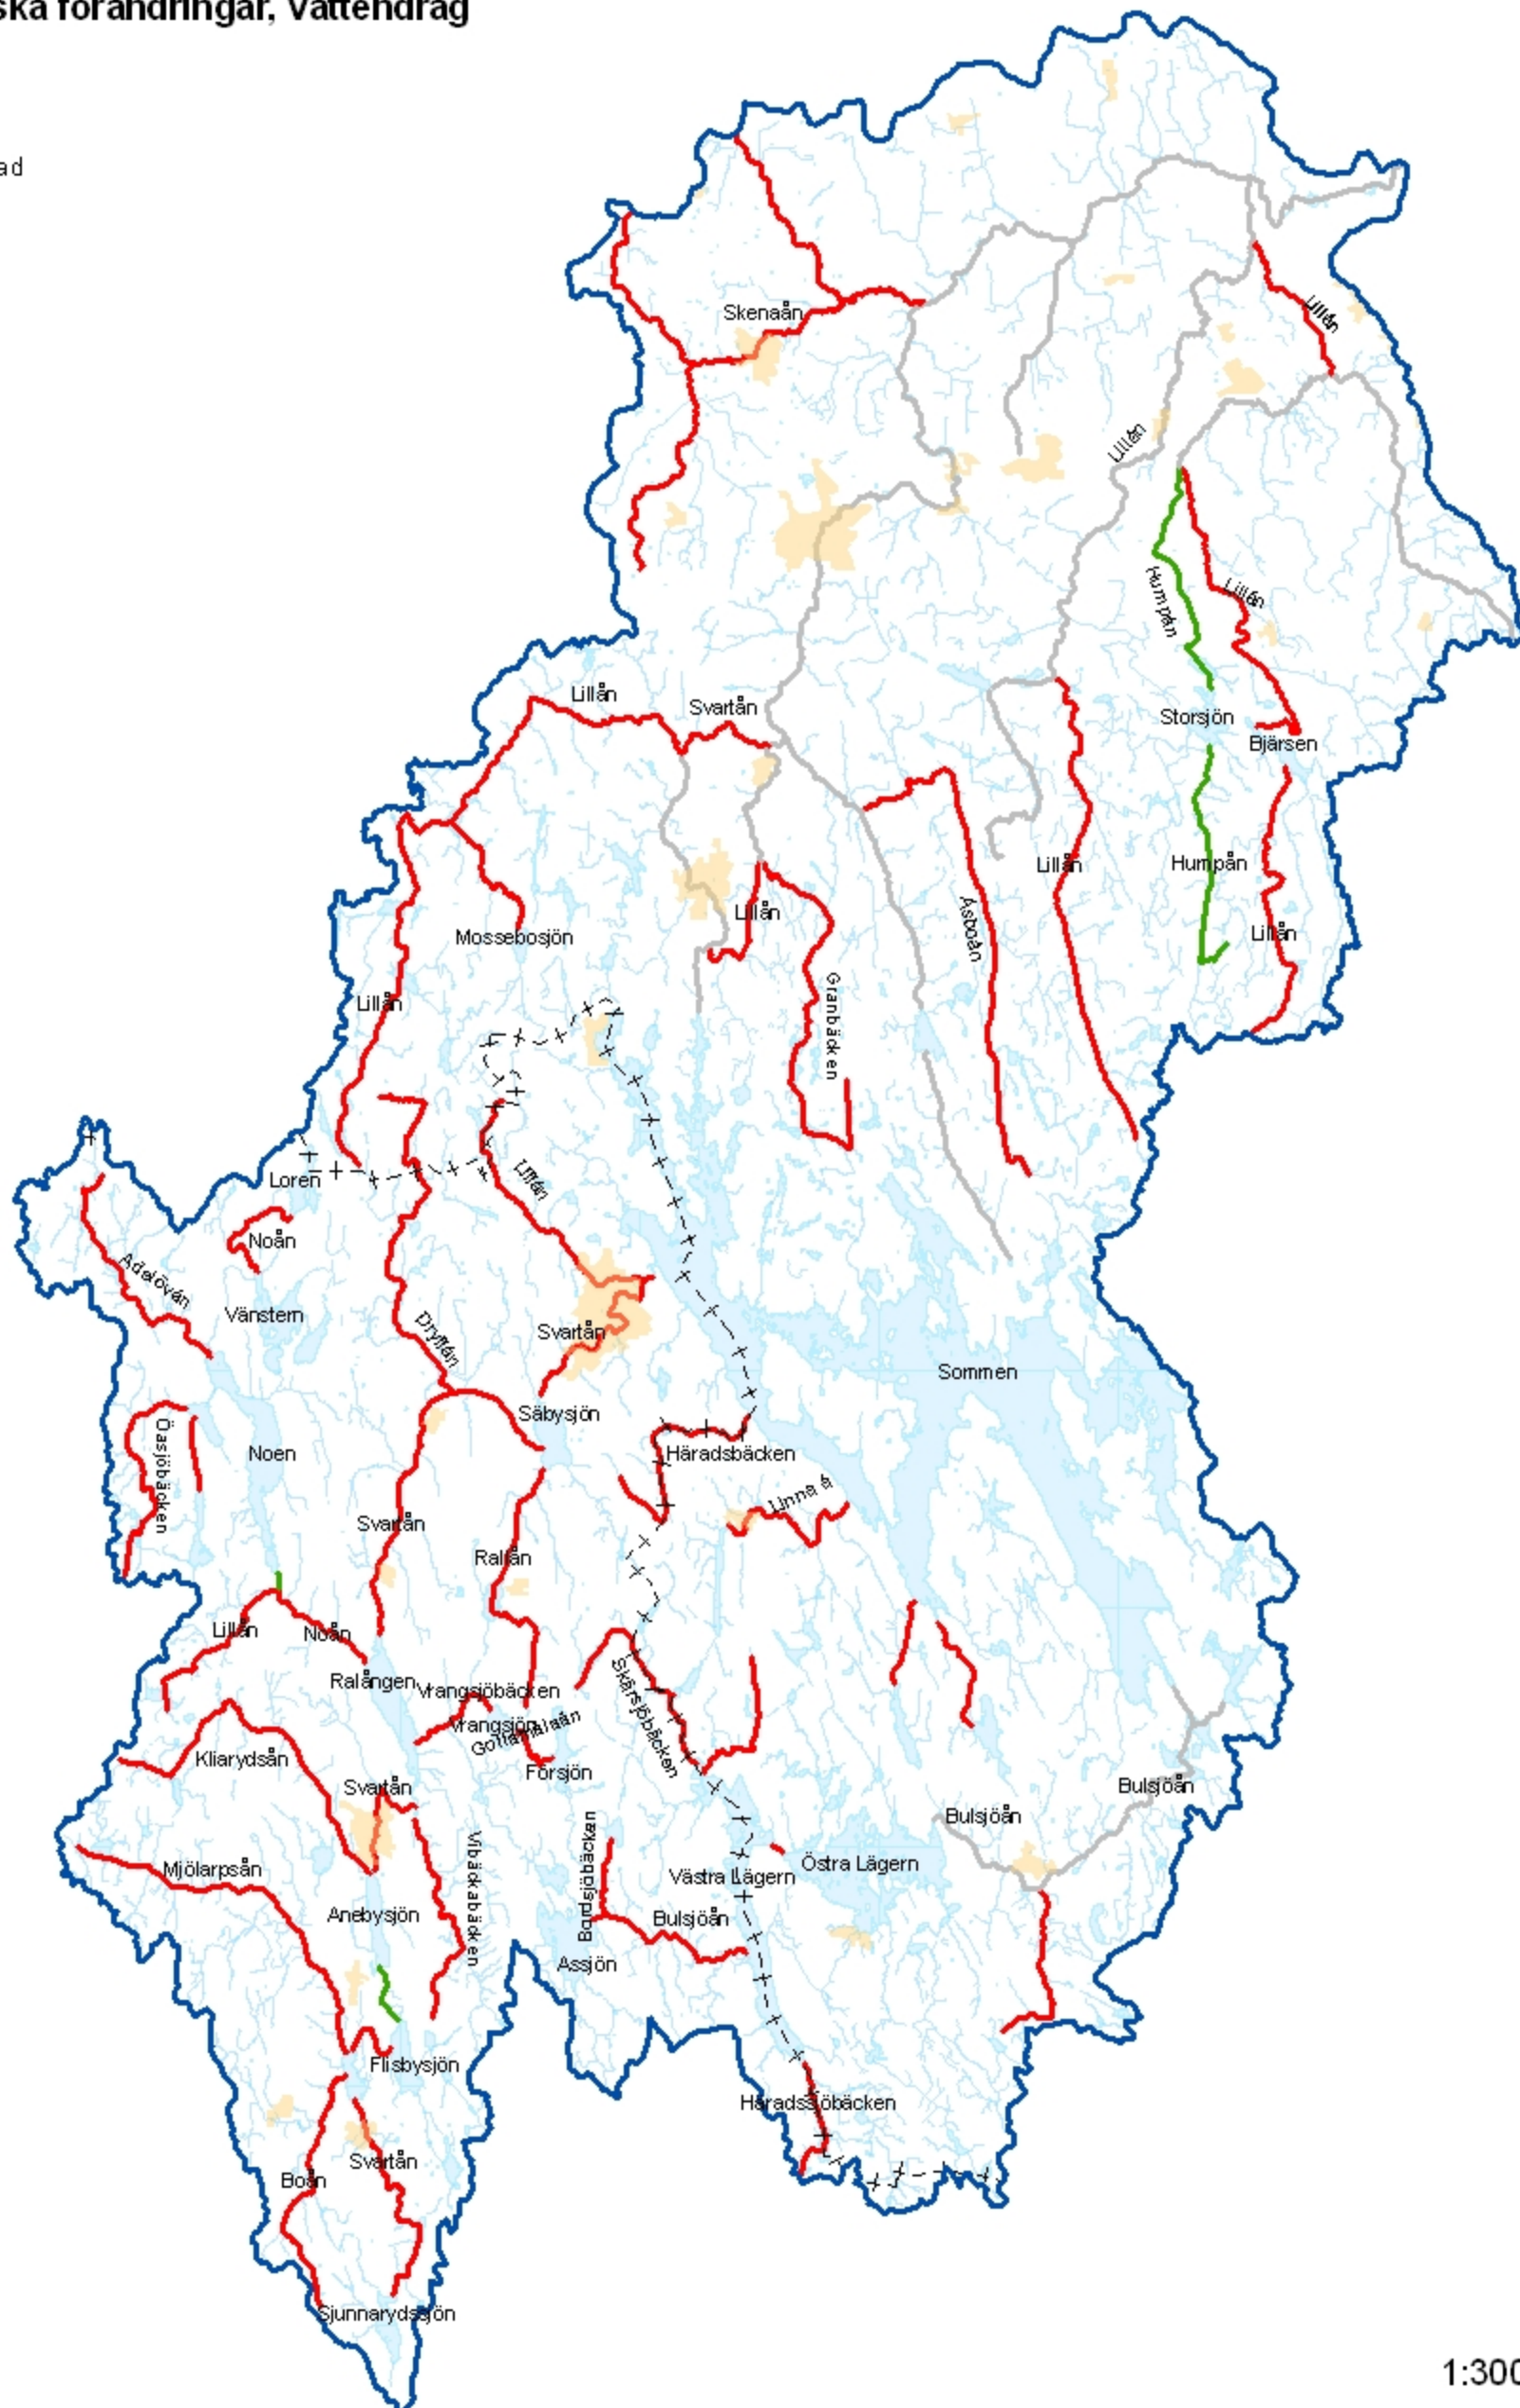 ska förändringar, Vattendrag
ad
Skenaån
Lillån
Lillån
Humpån
Lillån
Lillån
Svartån
Storsjön
Bjärsen
Lillån
Humpån
Lillån
Åsboån
Lillån
Mossebosjön
Granbäcken
Lillån
Loren
Lillån
Noån
Adelövån
Vänstern
Dryllån
Svartån
Sommen
Säbysjön
Öasjöbäcken
Noen
Häradsbäcken
Linna å
Svartån
Rallån
Lillån
Noån
Ralången
Vrangsjöbäcken
Vrangsjön
Skärsjöbäcken
Kliarydsån
Försjön
Svartån
Bulsjöån
Bulsjöån
Mjölarpsån
Vibäckabäcken
Bordsjöbäcken
Västra Lägern
Östra Lägern
Anebysjön
Bulsjöån
Assjön
Flisbysjön
Häradssjöbäcken
Svartån
Boån
Sjunnarydssjön
1:300